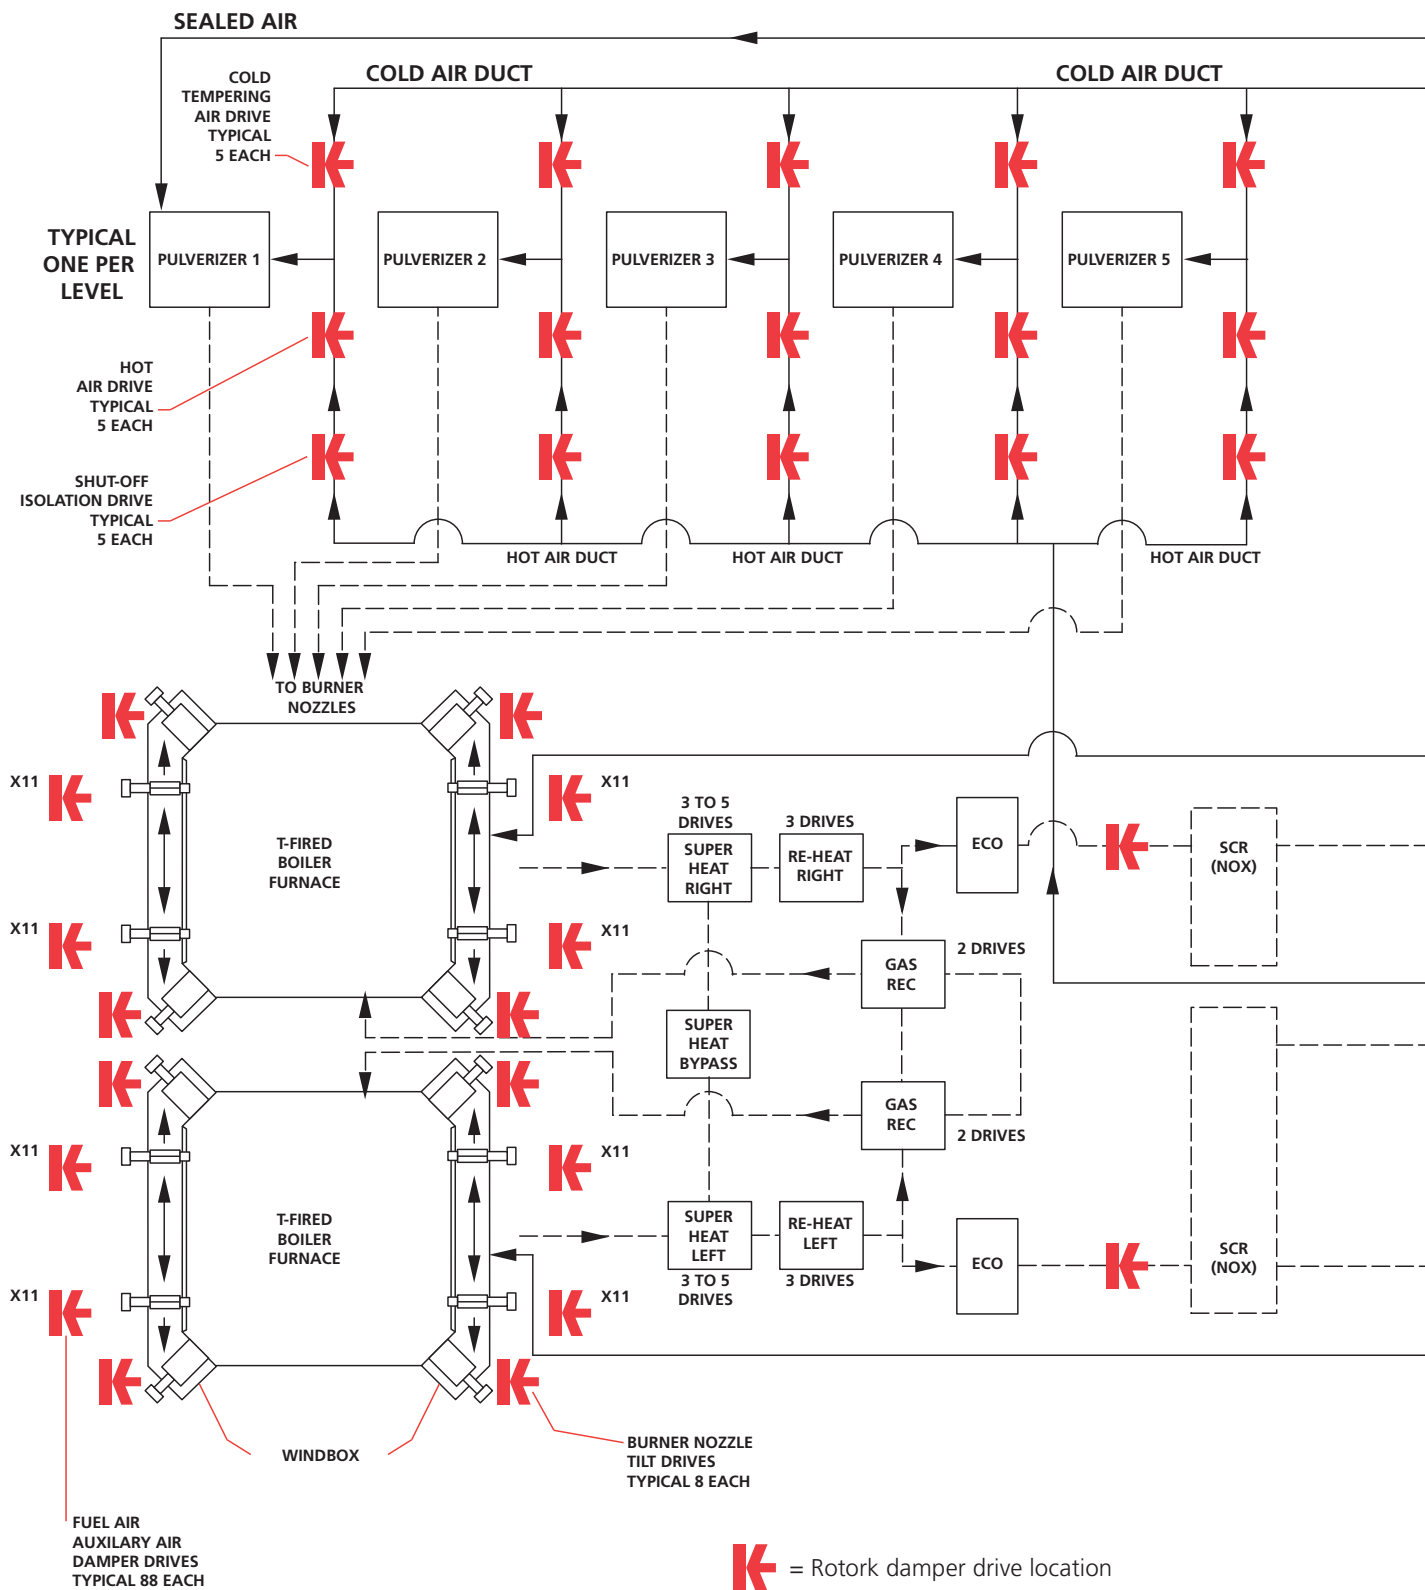 SEALED AIR
COLD AIR DUCT
COLD AIR DUCT
COLD
TEMPERING
AIR DRIVE
TYPICAL
5 EACH
TYPICAL
ONE PER
LEVEL
PULVERIZER 1
PULVERIZER 2
PULVERIZER 3
PULVERIZER 4
PULVERIZER 5
HOT
AIR DRIVE
TYPICAL
5 EACH
SHUT-OFF
ISOLATION DRIVE
TYPICAL
5 EACH
HOT AIR DUCT
HOT AIR DUCT
HOT AIR DUCT
TO BURNER
NOZZLES
X11
X11
T-FIRED
BOILER
FURNACE
X11
X11
3 TO 5
DRIVES
SUPER
HEAT
RIGHT
3 DRIVES
RE-HEAT
RIGHT
ECO
SCR
(NOX)
GAS
REC
2 DRIVES
SUPER
HEAT
BYPASS
GAS
REC
2 DRIVES
X11
X11
T-FIRED
BOILER
FURNACE
X11
X11
SUPER
HEAT
LEFT
3 TO 5
DRIVES
RE-HEAT
LEFT
3 DRIVES
ECO
SCR
(NOX)
WINDBOX
BURNER NOZZLE
TILT DRIVES
TYPICAL 8 EACH
FUEL AIR
AUXILARY AIR
DAMPER DRIVES
TYPICAL 88 EACH
= Rotork damper drive location